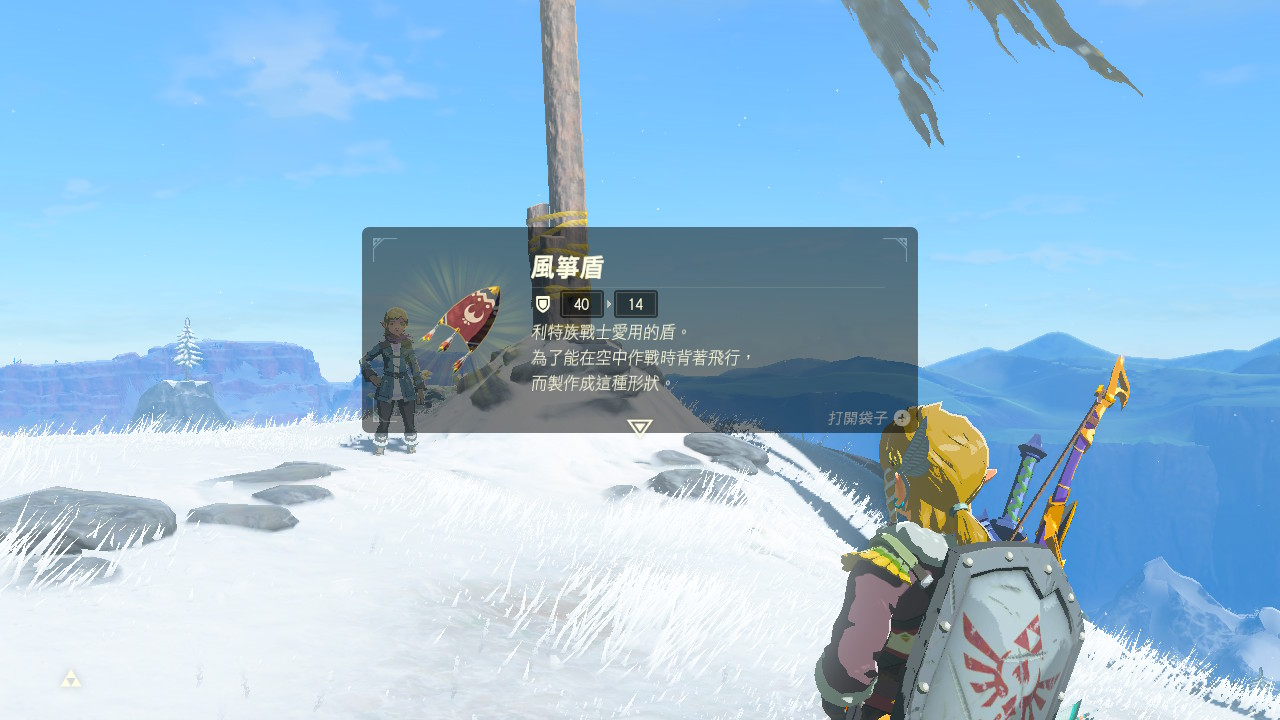 風箏盾
40 14
利特族戰士愛用的盾。
為了能在空中作戰時背著飛行，
而製作成這種形狀。
打開袋子